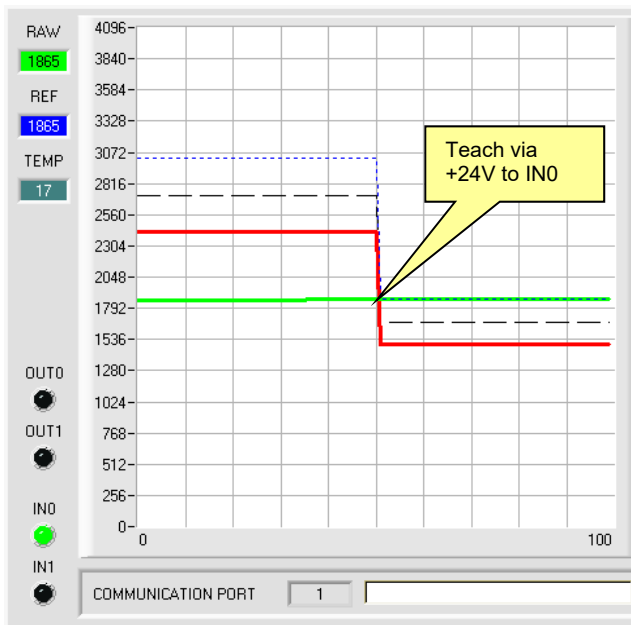 RAW
1865
REF
1865
TEMP
17
OUT0
OUT1
IN0
IN1
4096
3840
3584
3328
3072
2816
2560
2304
2048
1792
1536
1280
1024
768
512
256
0
0
100
Teach via
+24V to IN0
COMMUNICATION PORT 1